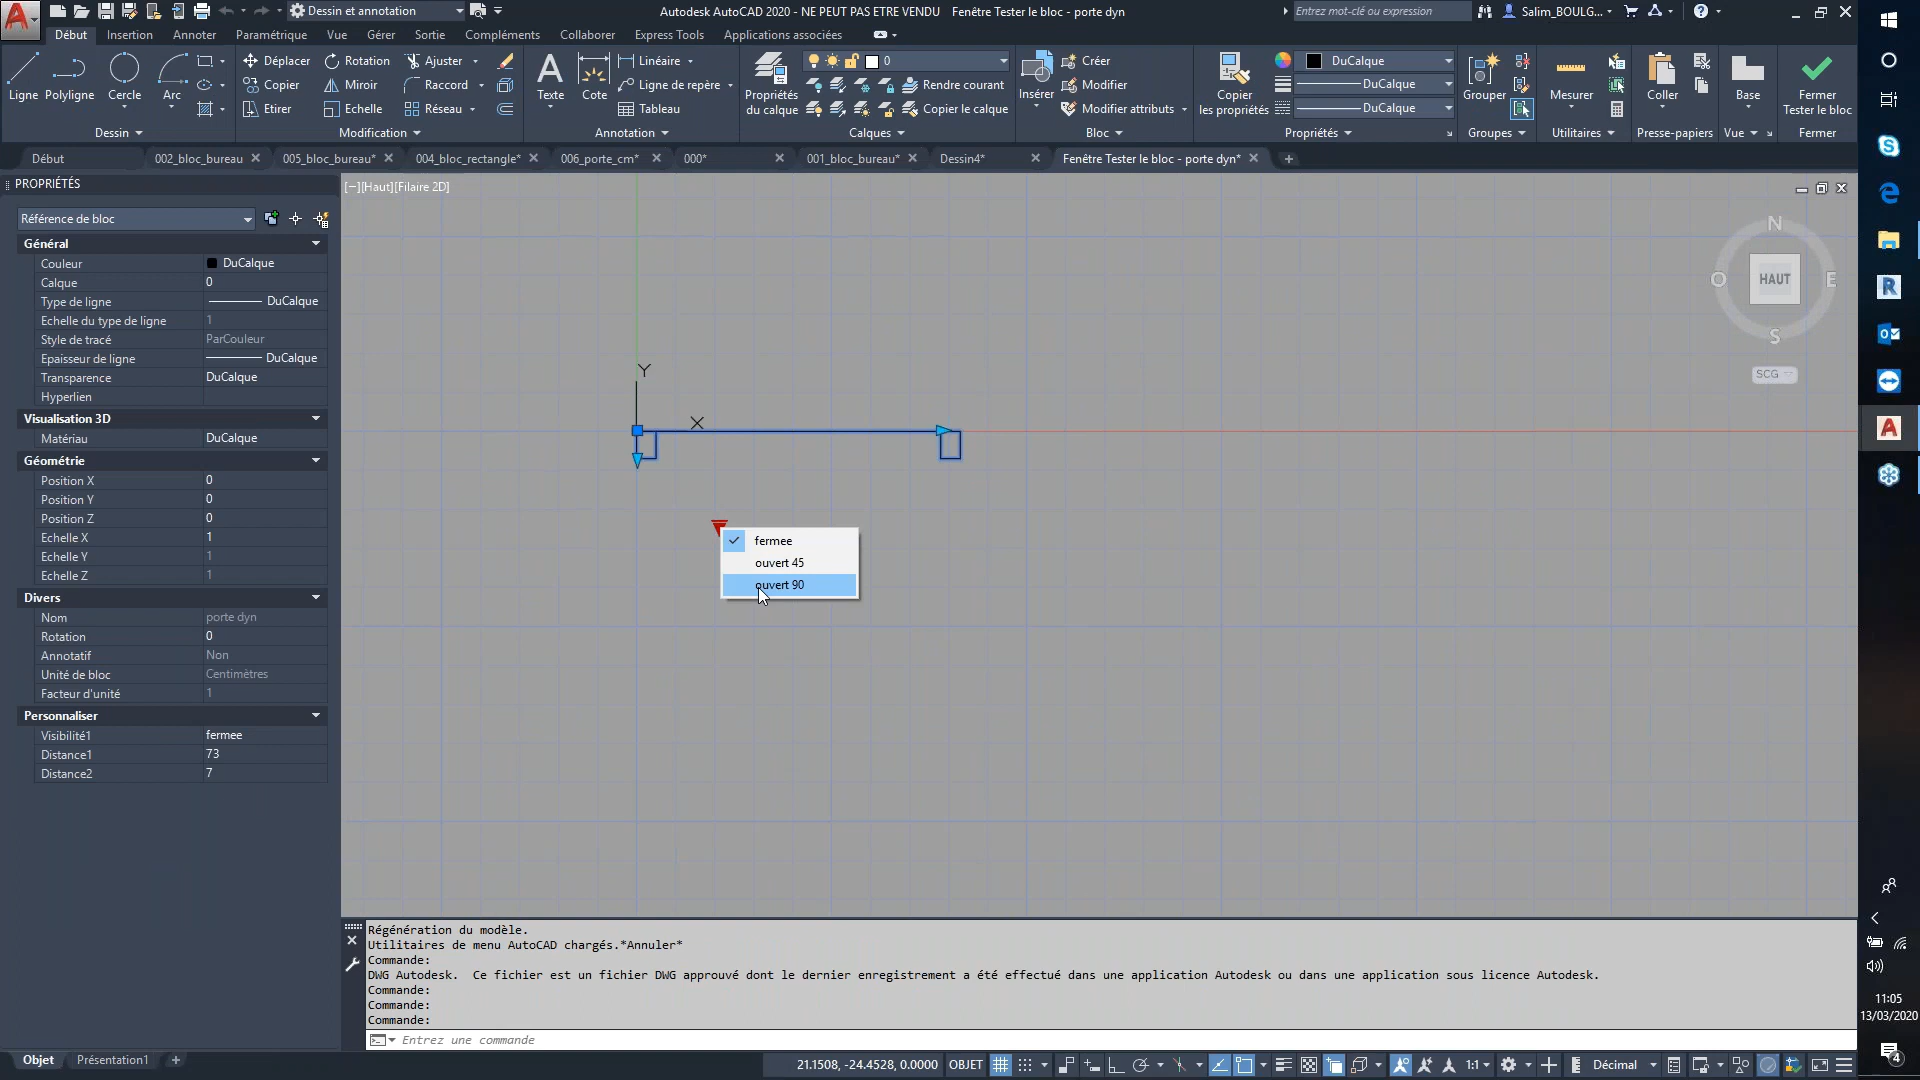 Dessin et annotation
Autodesk AutoCAD 2020 - NE PEUT PAS ETRE VENDU Fenêtre Tester le bloc - porte dyn
Entrez mot-clé ou expression
Salim_BOULG...
Début Insertion Annoter Paramétrique Vue Gérer Sortie Compléments Collaborer Express Tools Applications associées
Ligne Polyligne Cercle Arc
Déplacer Rotation Ajuster
Copier Miroir Raccord
Etirer Echelle Réseau
Texte Cote
Linéaire
Ligne de repère
Tableau
Propriétés du calque
0
Rendre courant
Copier le calque
Insérer
Créer
Modifier
Modifier attributs
Copier les propriétés
DuCalque
DuCalque
DuCalque
Grouper
Mesurer
Coller
Base
Fermer Tester le bloc
Dessin Modification Annotation Calques Bloc Propriétés Groupes Utilitaires Presse-papiers Vue Fermer
Début 002_bloc_bureau 005_bloc_bureau* 004_bloc_rectangle* 006_porte_cm* 000* 001_bloc_bureau* Dessin4* Fenêtre Tester le bloc - porte dyn*
PROPRIÉTÉS
Référence de bloc
Général
Couleur DuCalque
Calque 0
Type de ligne DuCalque
Echelle du type de ligne 1
Style de tracé ParCouleur
Epaisseur de ligne DuCalque
Transparence DuCalque
Hyperlien
Visualisation 3D
Matériau DuCalque
Géométrie
Position X 0
Position Y 0
Position Z 0
Echelle X 1
Echelle Y 1
Echelle Z 1
Divers
Nom porte dyn
Rotation 0
Annotatif Non
Unité de bloc Centimètres
Facteur d'unité 1
Personnaliser
Visibilité1 fermee
Distance1 73
Distance2 7
[−][Haut][Filaire 2D]
Y
X
fermee
ouvert 45
ouvert 90
N
O HAUT E
S
SCG
Régénération du modèle.
Utilitaires de menu AutoCAD chargés.*Annuler*
Commande:
DWG Autodesk. Ce fichier est un fichier DWG approuvé dont le dernier enregistrement a été effectué dans une application Autodesk ou dans une application sous licence Autodesk.
Commande:
Commande:
Commande:
Entrez une commande
Objet Présentation1 +
21.1508, -24.4528, 0.0000 OBJET 1:1 Décimal
11:05
13/03/2020
4